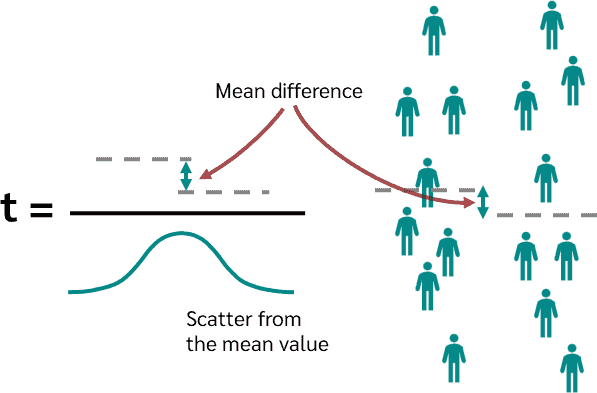 Mean difference
t =
Scatter from
the mean value